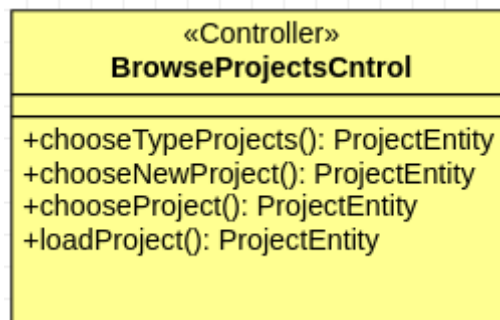 «Controller»
BrowseProjectsCntrol
+chooseTypeProjects(): ProjectEntity
+chooseNewProject(): ProjectEntity
+chooseProject(): ProjectEntity
+loadProject(): ProjectEntity